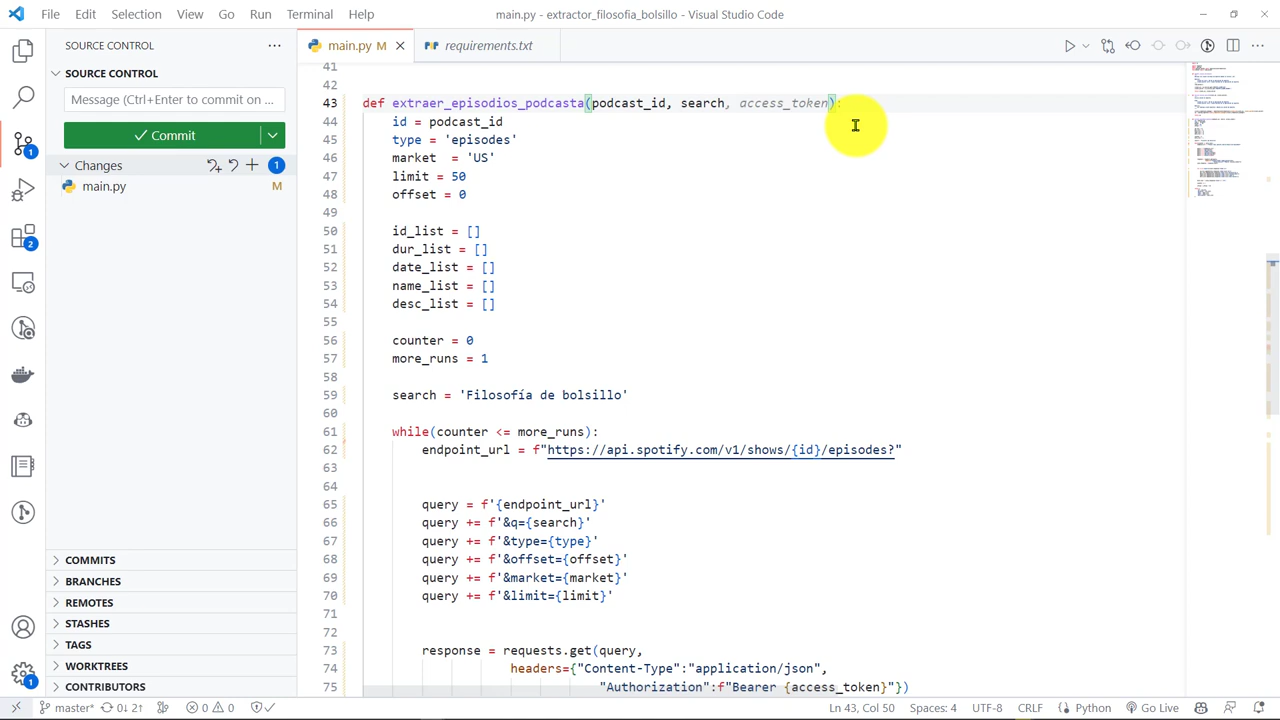 File Edit Selection View Go Run Terminal Help
main.py - extractor_filosofia_bolsillo - Visual Studio Code
SOURCE CONTROL
main.py M
requirements.txt
SOURCE CONTROL
Message (Ctrl+Enter to commit on ...
Commit
Changes 1
main.py M
1
2
1
COMMITS
BRANCHES
REMOTES
STASHES
TAGS
WORKTREES
CONTRIBUTORS
41
42
43 def extraer_episodios_podcasts(podcast_id,search,
44 id = podcast_id
45 type = 'episodes'
46 market = 'US'
47 limit = 50
48 offset = 0
49
50 id_list = []
51 dur_list = []
52 date_list = []
53 name_list = []
54 desc_list = []
55
56 counter = 0
57 more_runs = 1
58
59 search = 'Filosofía de bolsillo'
60
61 while(counter <= more_runs):
62 endpoint_url = f"https://api.spotify.com/v1/shows/{id}/episodes?"
63
64
65 query = f'{endpoint_url}'
66 query += f'&q={search}'
67 query += f'&type={type}'
68 query += f'&offset={offset}'
69 query += f'&market={market}'
70 query += f'&limit={limit}'
71
72
73 response = requests.get(query,
74 headers={"Content-Type":"application/json",
75 "Authorization":f"Bearer {access_token}"})
master* 0↓ 2↑ 0 0 Ln 43, Col 50 Spaces: 4 UTF-8 CRLF Python Go Live